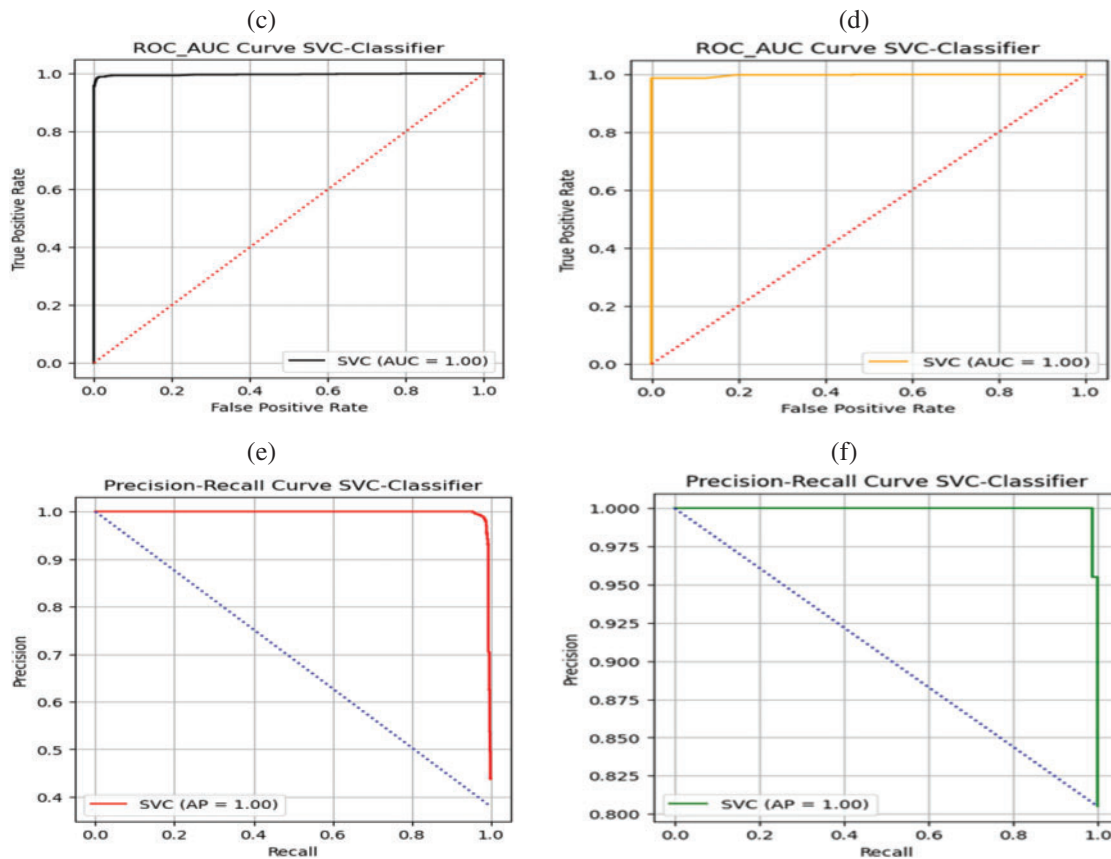 (c)
ROC_AUC Curve SVC-Classifier
1.0
0.8
0.6
0.4
0.2
0.0
True Positive Rate
SVC (AUC = 1.00)
0.0 0.2 0.4 0.6 0.8 1.0
False Positive Rate
(d)
ROC_AUC Curve SVC-Classifier
1.0
0.8
0.6
0.4
0.2
0.0
True Positive Rate
SVC (AUC = 1.00)
0.0 0.2 0.4 0.6 0.8 1.0
False Positive Rate
(e)
Precision-Recall Curve SVC-Classifier
1.0
0.9
0.8
0.7
0.6
0.5
0.4
Precision
SVC (AP = 1.00)
0.0 0.2 0.4 0.6 0.8 1.0
Recall
(f)
Precision-Recall Curve SVC-Classifier
1.000
0.975
0.950
0.925
0.900
0.875
0.850
0.825
0.800
Precision
SVC (AP = 1.00)
0.0 0.2 0.4 0.6 0.8 1.0
Recall